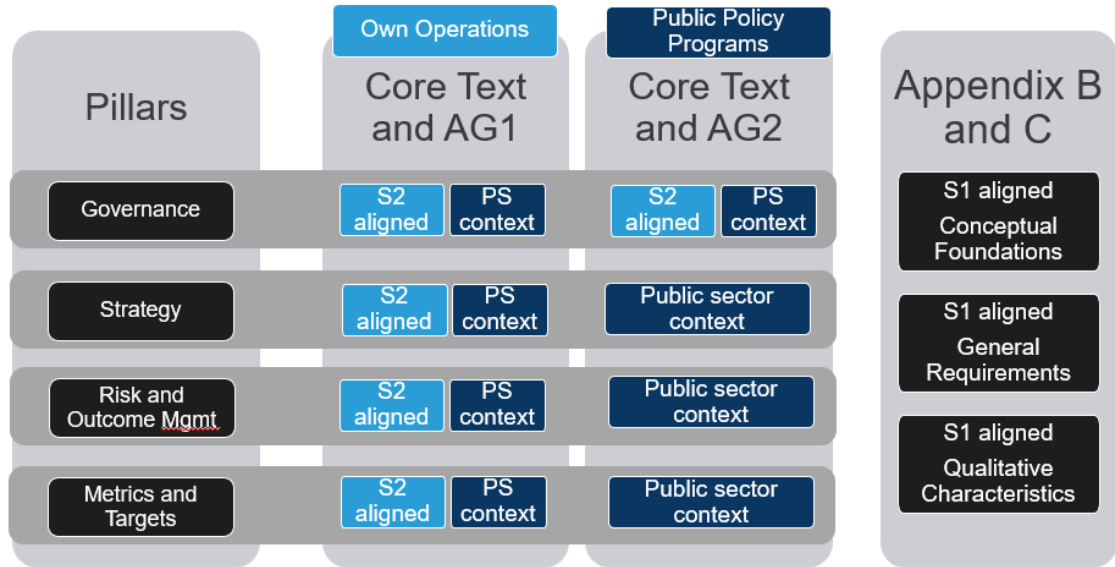 Own Operations
Public Policy
Programs
Pillars
Core Text
and AG1
Core Text
and AG2
Appendix B
and C
Governance
S2
aligned
PS
context
S2
aligned
PS
context
Strategy
S2
aligned
PS
context
Public sector
context
Risk and
Outcome Mgmt
S2
aligned
PS
context
Public sector
context
Metrics and
Targets
S2
aligned
PS
context
Public sector
context
S1 aligned
Conceptual
Foundations
S1 aligned
General
Requirements
S1 aligned
Qualitative
Characteristics